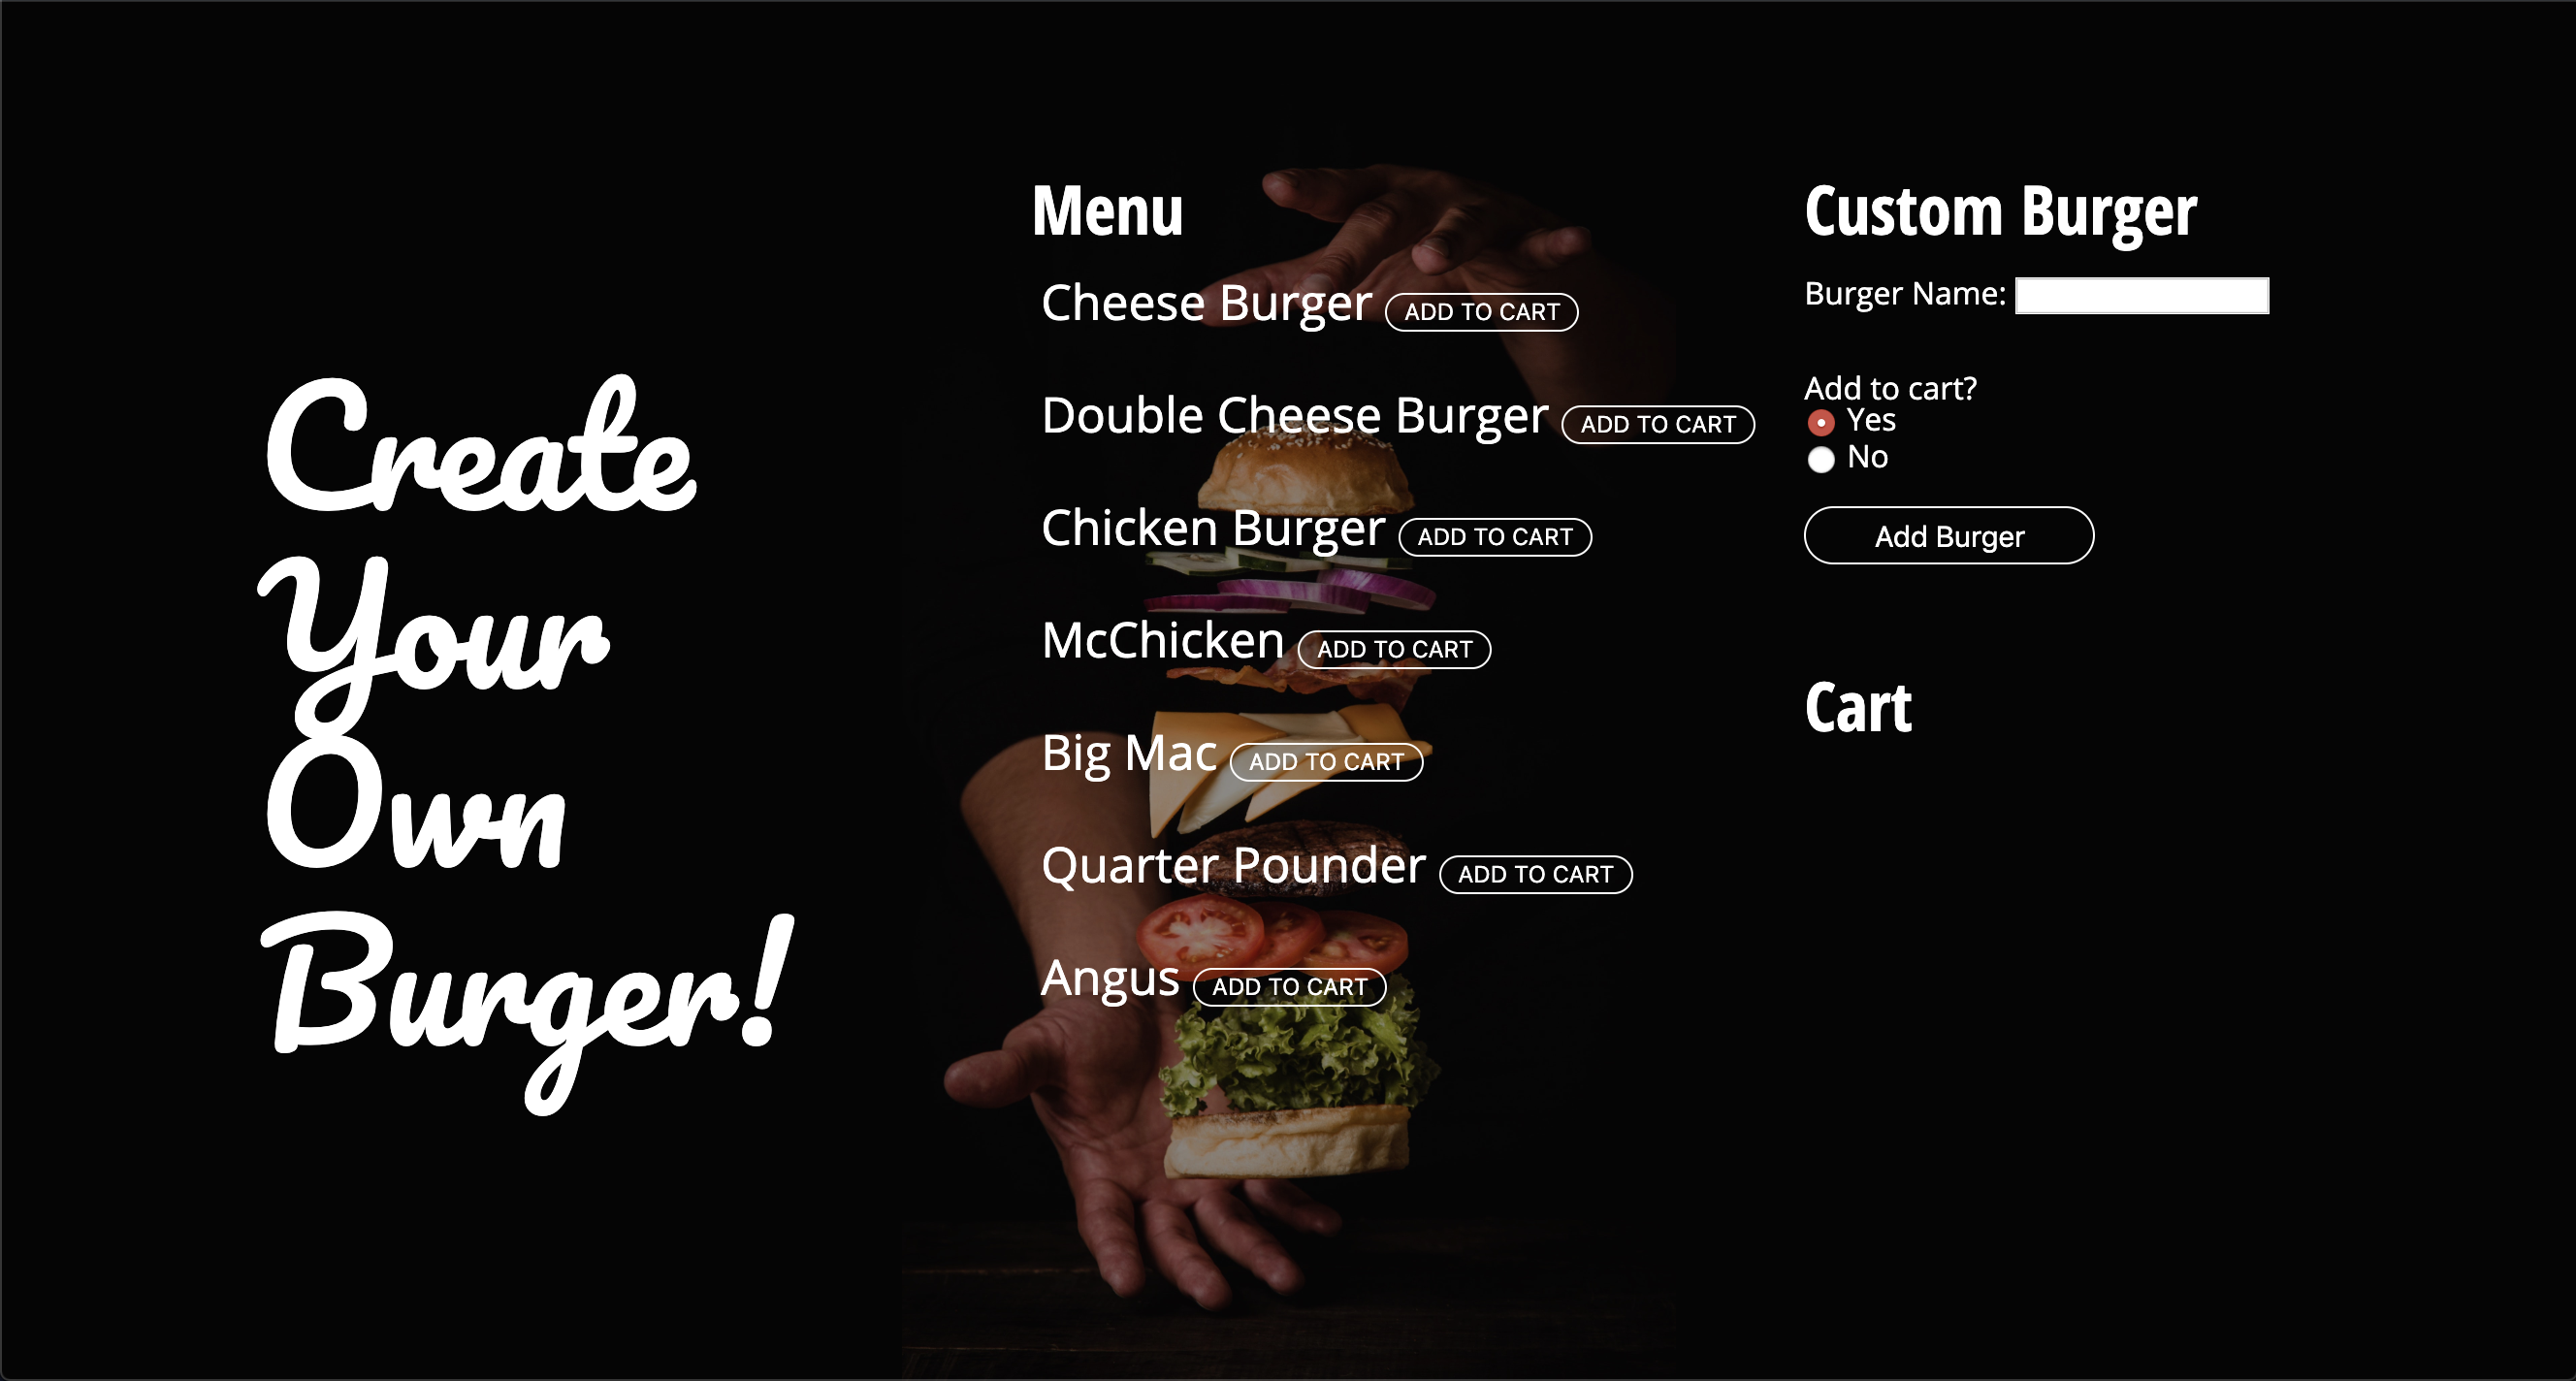 Create
Your
Own
Burger!
Menu
Cheese Burger ADD TO CART
Double Cheese Burger ADD TO CART
Chicken Burger ADD TO CART
McChicken ADD TO CART
Big Mac ADD TO CART
Quarter Pounder ADD TO CART
Angus ADD TO CART
Custom Burger
Burger Name:
Add to cart?
Yes
No
Add Burger
Cart